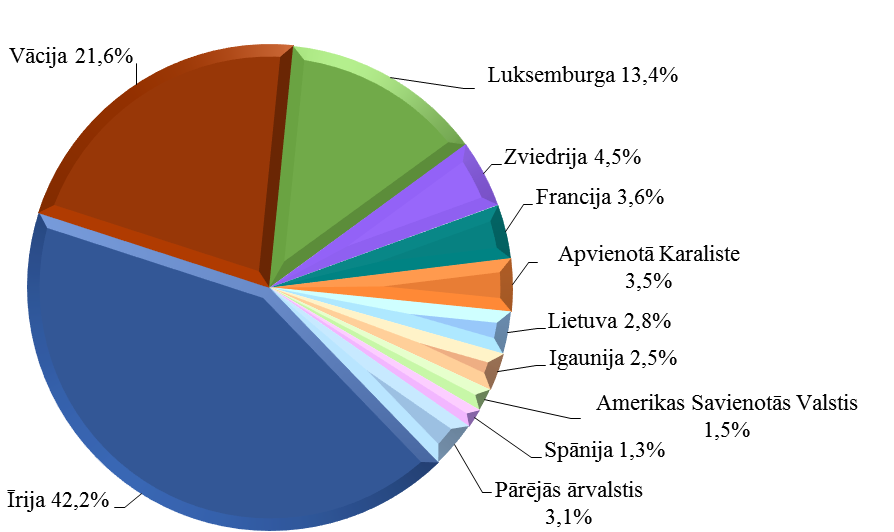 Vācija 21,6%
Luksemburga 13,4%
Zviedrija 4,5%
Francija 3,6%
Apvienotā Karaliste
3,5%
Lietuva 2,8%
Igaunija 2,5%
Amerikas Savienotās Valstis
1,5%
Spānija 1,3%
Pārējās ārvalstis
3,1%
Īrija 42,2%